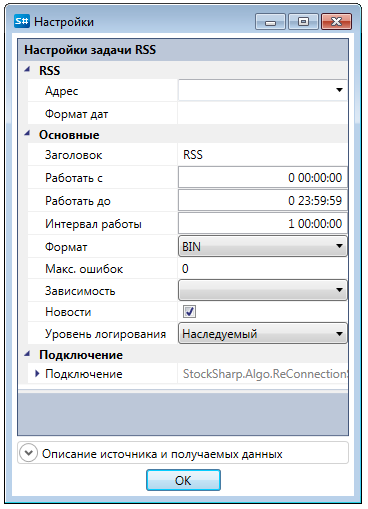 S# Настройки
Настройки задачи RSS
RSS
Адрес
Формат дат
Основные
Заголовок RSS
Работать с 0 00:00:00
Работать до 0 23:59:59
Интервал работы 1 00:00:00
Формат BIN
Макс. ошибок 0
Зависимость
Новости
Уровень логирования Наследуемый
Подключение
Подключение StockSharp.Algo.ReConnectionS
Описание источника и получаемых данных
OK